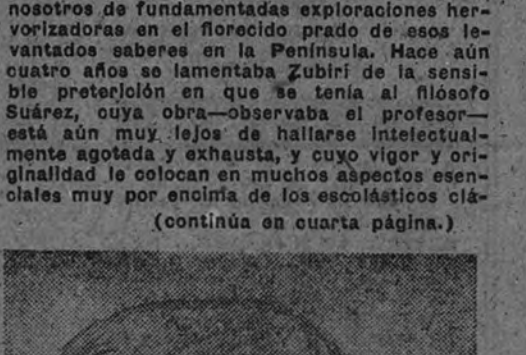 nosotros de fundamentadas exploraciones her-
vorizadoras en el florecido prado de esos le-
vantados saberes en la Península. Hace aún
cuatro años se lamentaba Zubiri de la sensi-
ble preterición en que se tenía al filósofo
Suárez, cuya obra—observaba el profesor—
está aún muy lejos de hallarse intelectual-
mente agotada y exhausta, y cuyo vigor y ori-
ginalidad le colocan en muchos aspectos esen-
ciales muy por encima de los escolásticos clá-
(continúa en cuarta página.)